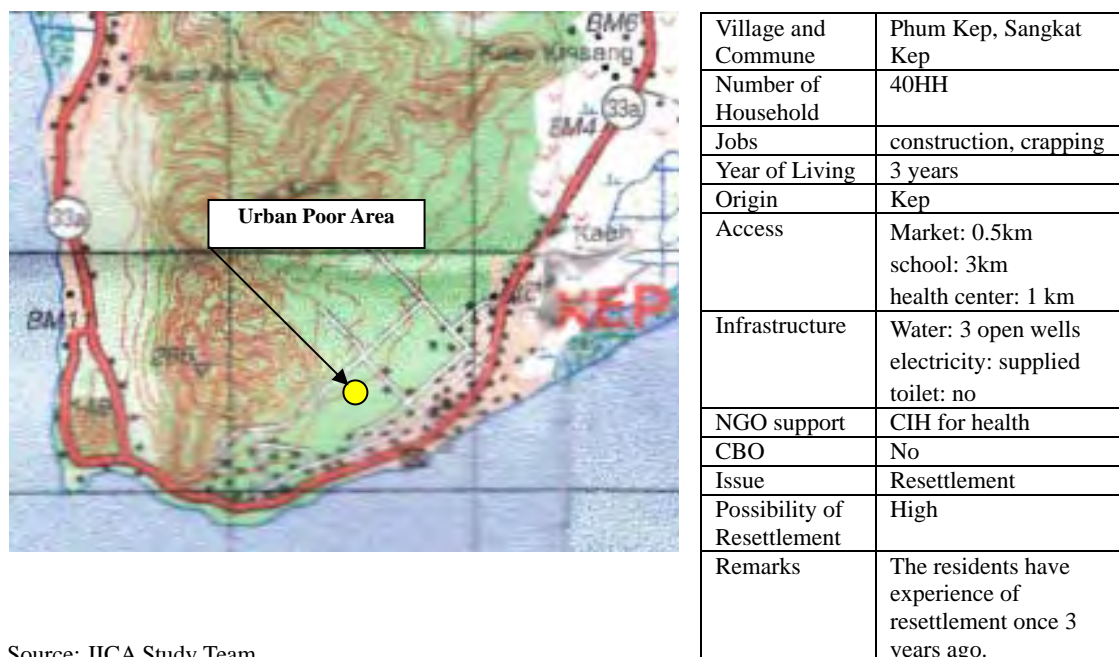 BM6
33a
BM4
Urban Poor Area
33a
Kaeh
KEP
BM11
Village and
Commune
Phum Kep, Sangkat
Kep
Number of
Household
40HH
Jobs
construction, crapping
Year of Living
3 years
Origin
Kep
Access
Market: 0.5km
school: 3km
health center: 1 km
Infrastructure
Water: 3 open wells
electricity: supplied
toilet: no
NGO support
CIH for health
CBO
No
Issue
Resettlement
Possibility of
Resettlement
High
Remarks
The residents have
experience of
resettlement once 3
years ago.
Source: JICA Study Team